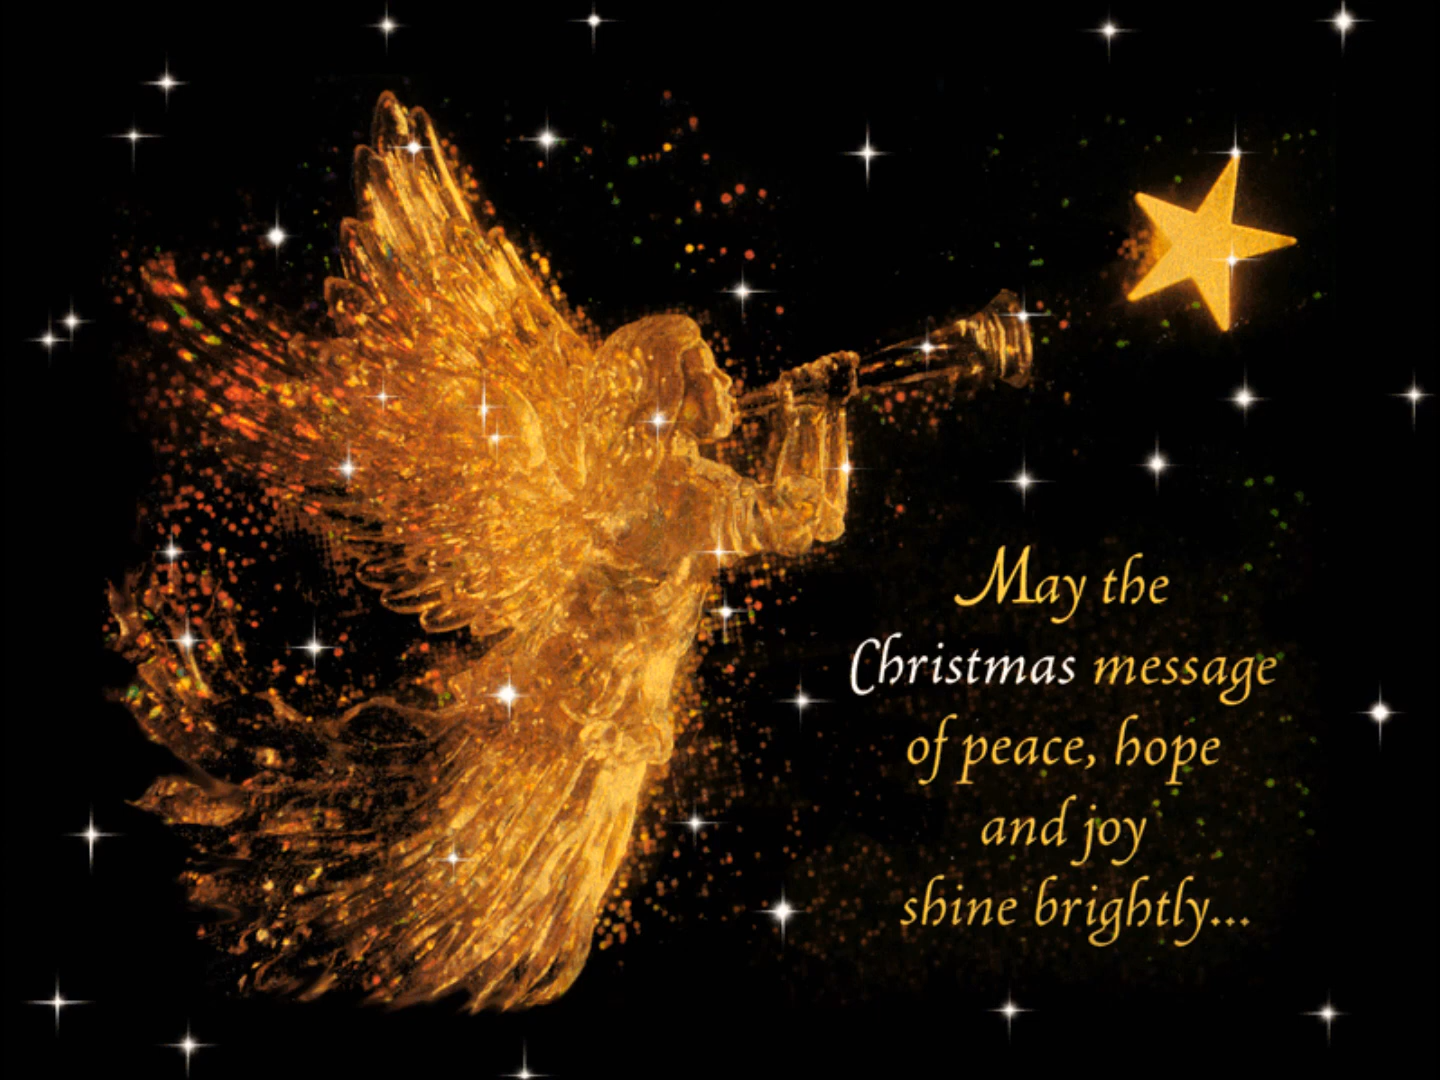 May the
Christmas message
of peace, hope
and joy
shine brightly...